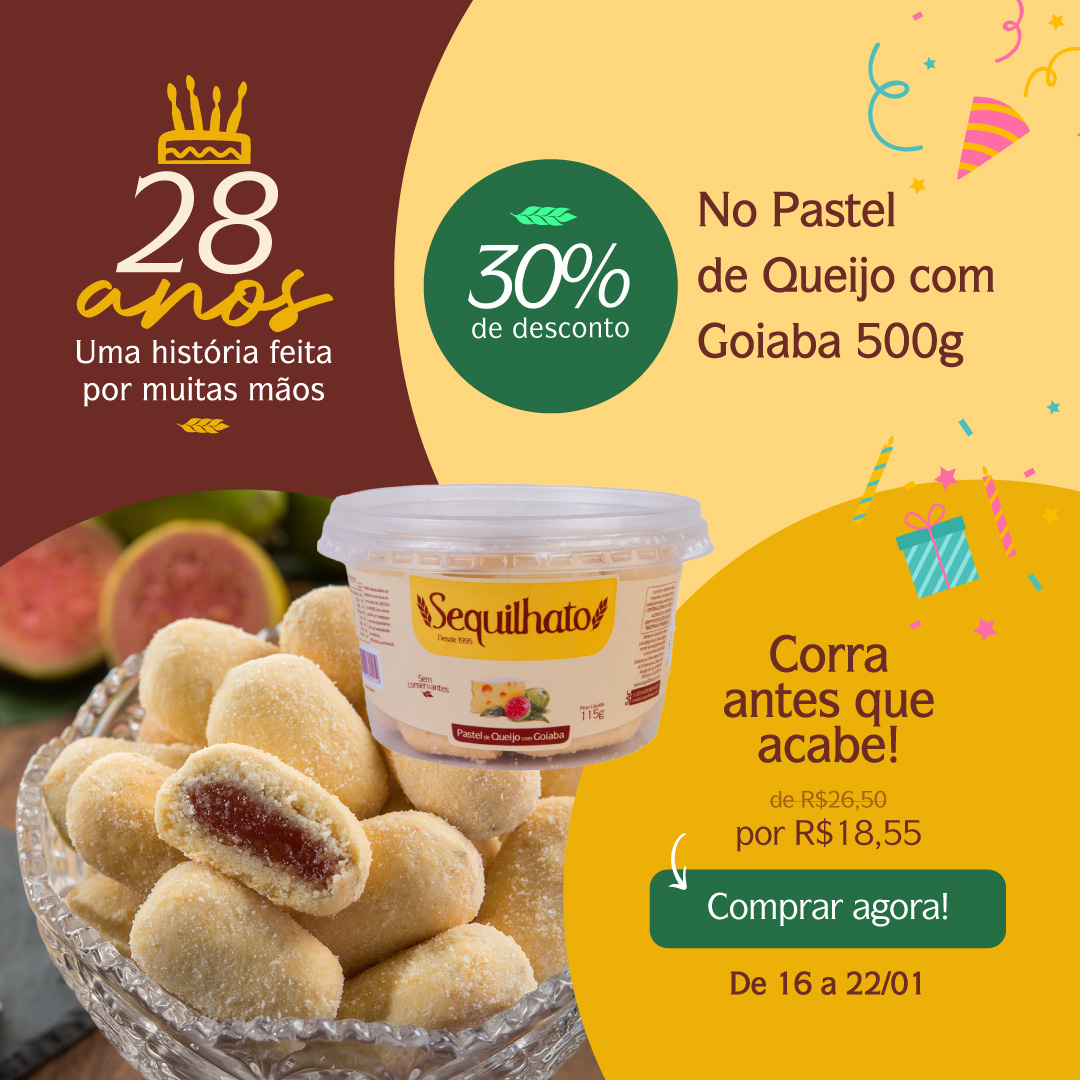 28
anos
Uma história feita
por muitas mãos
30%
de desconto
No Pastel
de Queijo com
Goiaba 500g
Sequilhato
Desde 1995
Sem
conservantes
Peso Líquido
115g
Pastel de Queijo com Goiaba
SAC
Corra
antes que
acabe!
de R$26,50
por R$18,55
Comprar agora!
De 16 a 22/01